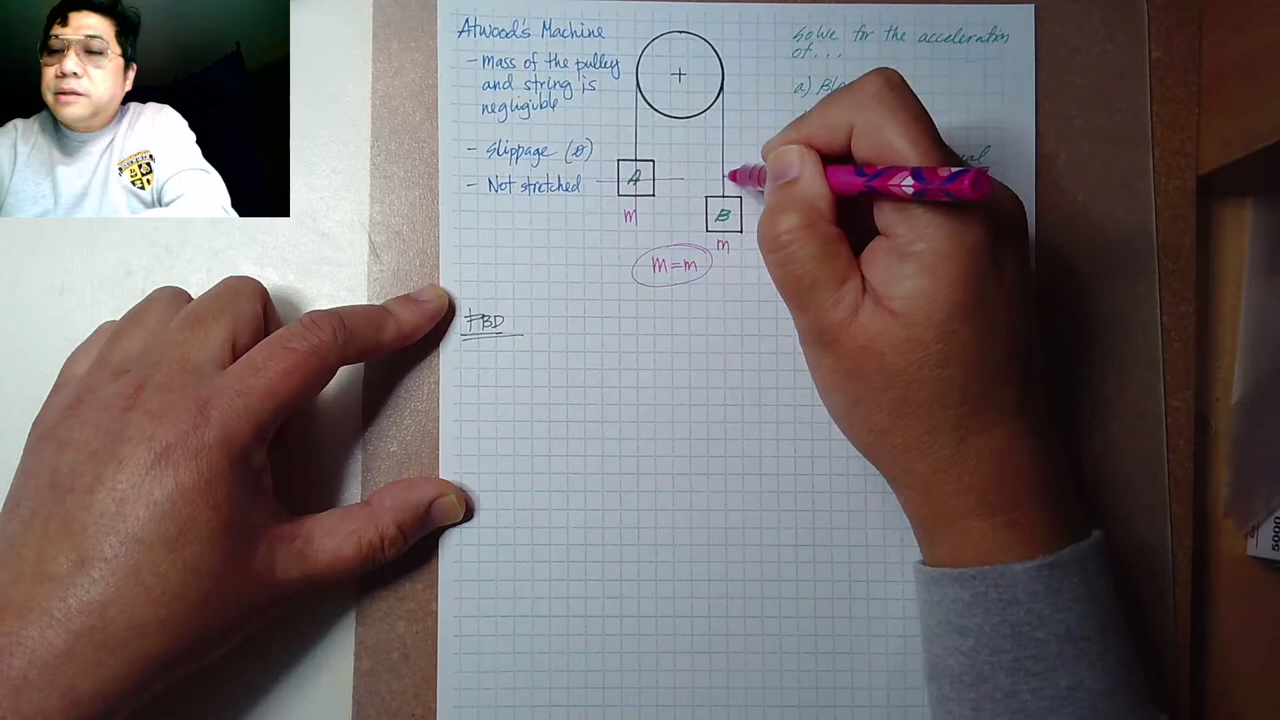 Atwood's Machine
- Mass of the pulley
and string is
negligible
- Slippage (ø)
- Not stretched
A
m
B
m
m=m
Solve for the acceleration
of...
a)
FBD